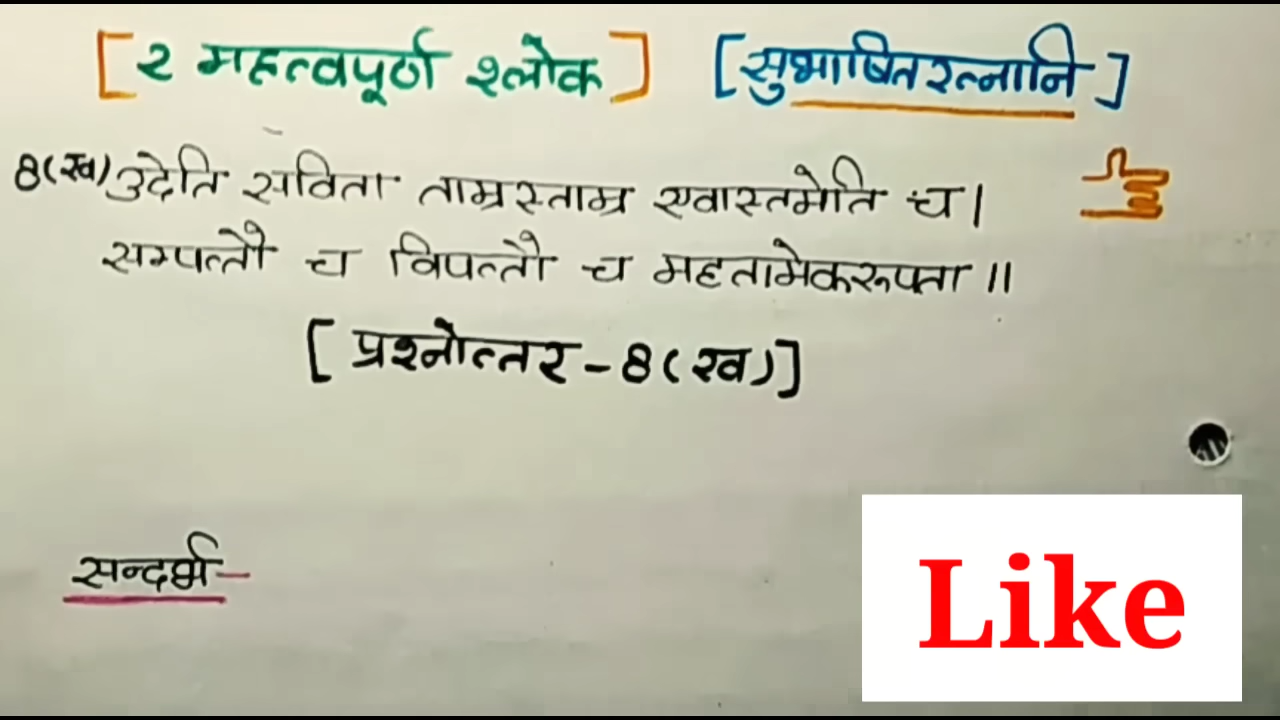 [ २ महत्वपूर्ण श्लोक ] [ सुभाषितरत्नानि ]
8(ख) उदेति सविता ताम्रस्ताम्र एवास्तमेति च।
सम्पत्तौ च विपत्तौ च महतामेकरूपता ॥
[ प्रश्नोत्तर - 8 (ख) ]
सन्दर्भ -
Like